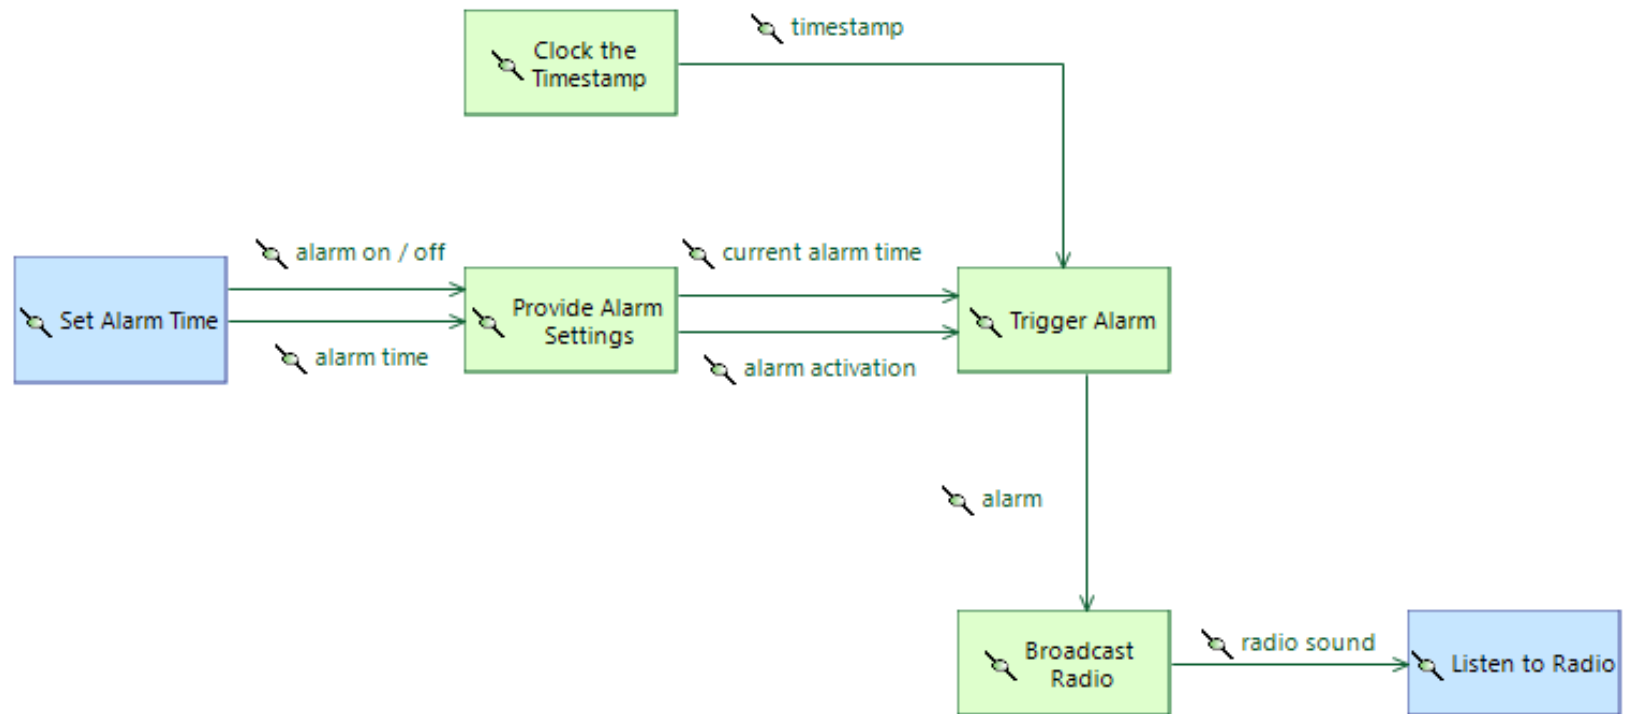 timestamp
Clock the
Timestamp
alarm on / off
current alarm time
Set Alarm Time
Provide Alarm
Settings
Trigger Alarm
alarm time
alarm activation
alarm
Broadcast
Radio
radio sound
Listen to Radio